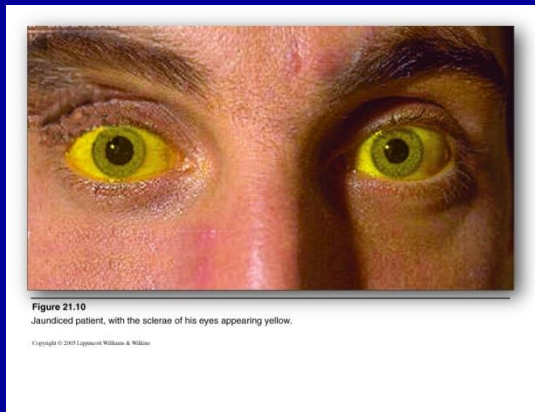 Figure 21.10
Jaundiced patient, with the sclerae of his eyes appearing yellow.
Copyright © 2005 Lippincott Williams & Wilkins